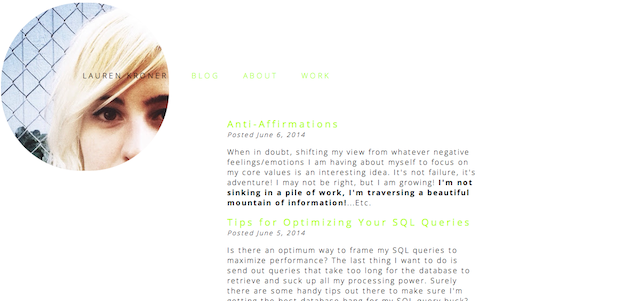 LAUREN KRONER BLOG ABOUT WORK
Anti-Affirmations
Posted June 6, 2014
When in doubt, shifting my view from whatever negative
feelings/emotions I am having about myself to focus on
my core values is an interesting idea. It's not failure, it's
adventure! I may not be right, but I am growing! I'm not
sinking in a pile of work, I'm traversing a beautiful
mountain of information!...Etc.
Tips for Optimizing Your SQL Queries
Posted June 5, 2014
Is there an optimum way to frame my SQL queries to
maximize performance? The last thing I want to do is
send out queries that take too long for the database to
retrieve and suck up all my processing power. Surely
there are some handy tips out there to make sure I'm
getting the best database bang for my SQL query buck?